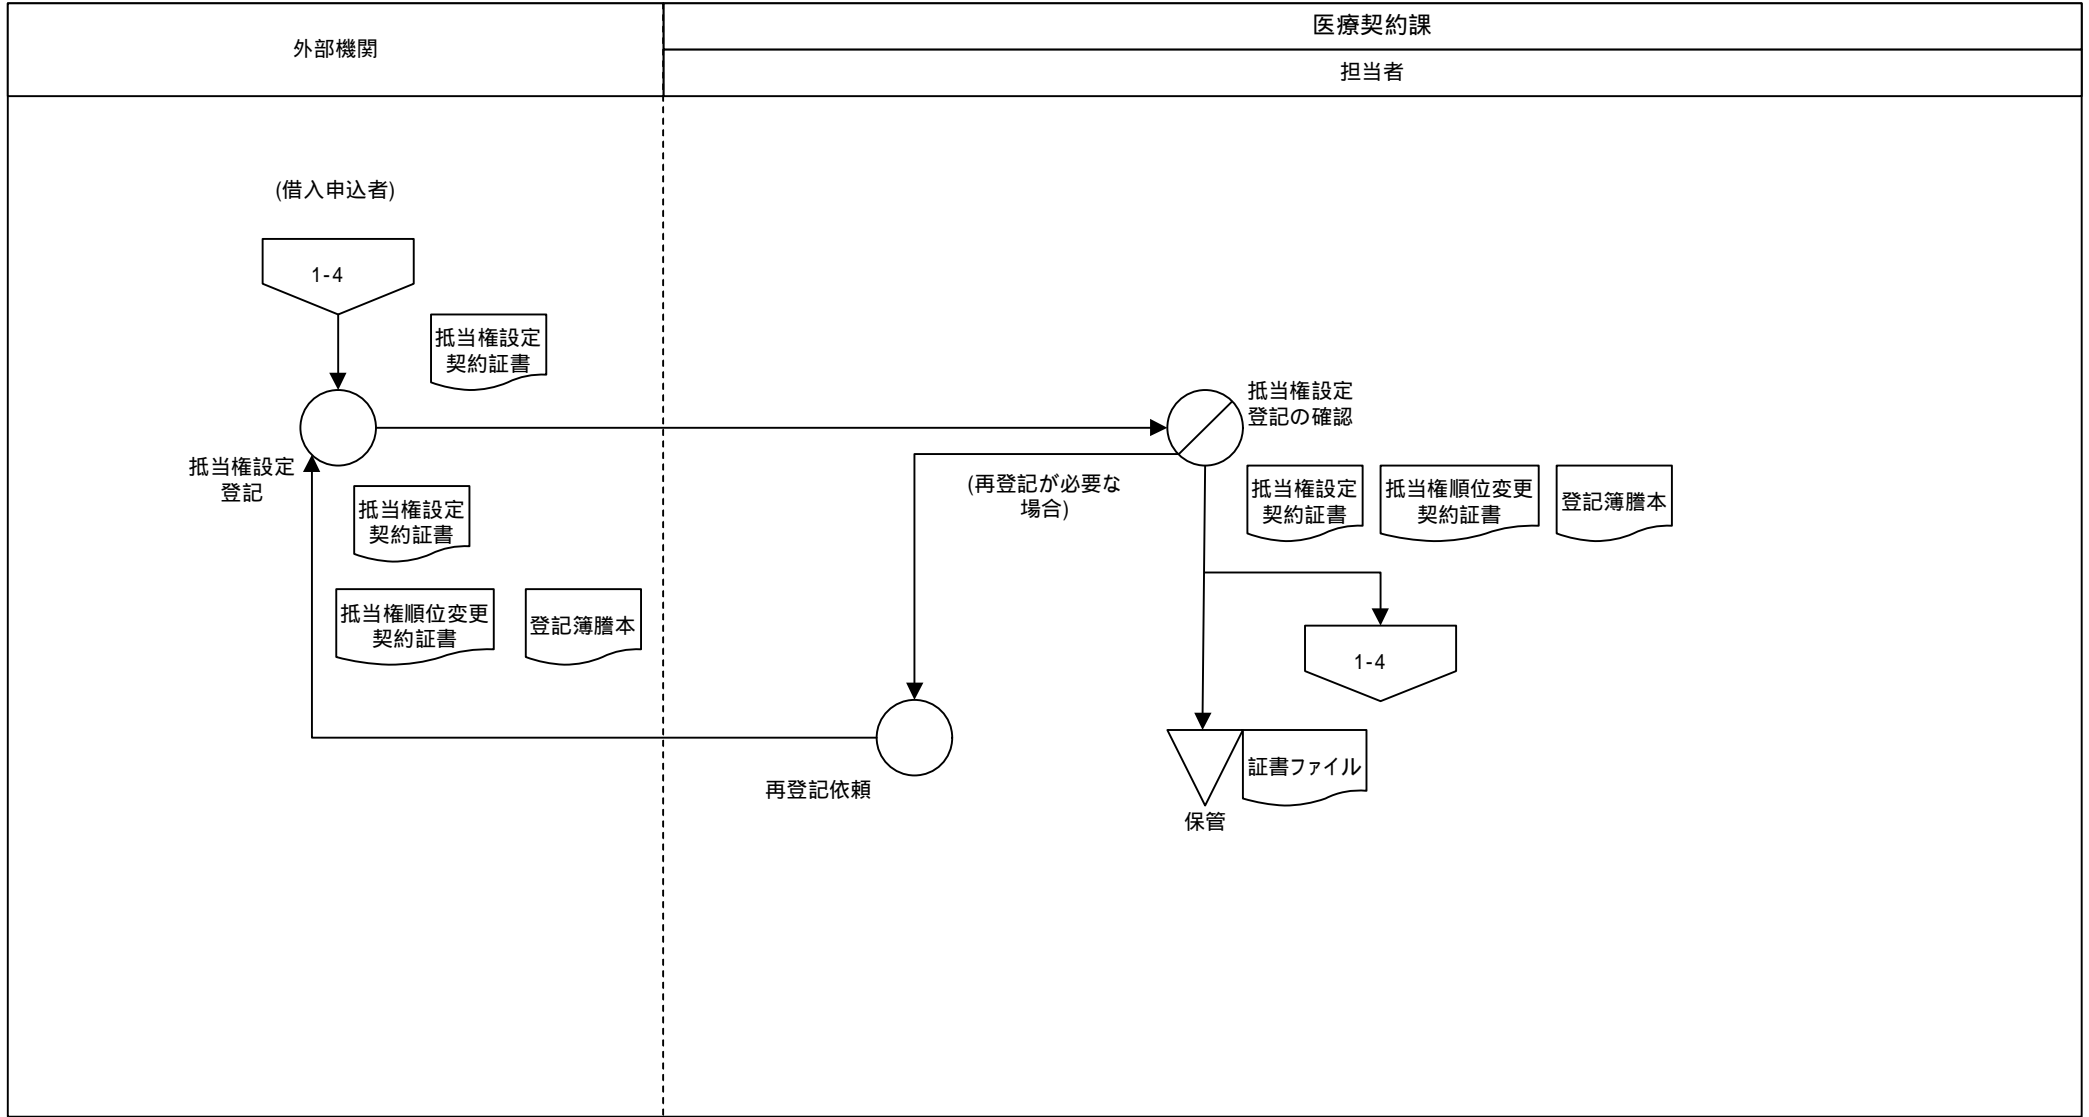 外部機関
医療契約課
担当者
(借入申込者)
1-4
抵当権設定
契約証書
抵当権設定
登記
抵当権設定
契約証書
抵当権順位変更
契約証書
登記簿謄本
抵当権設定
登記の確認
(再登記が必要な
場合)
抵当権設定
契約証書
抵当権順位変更
契約証書
登記簿謄本
1-4
再登記依頼
証書ファイル
保管